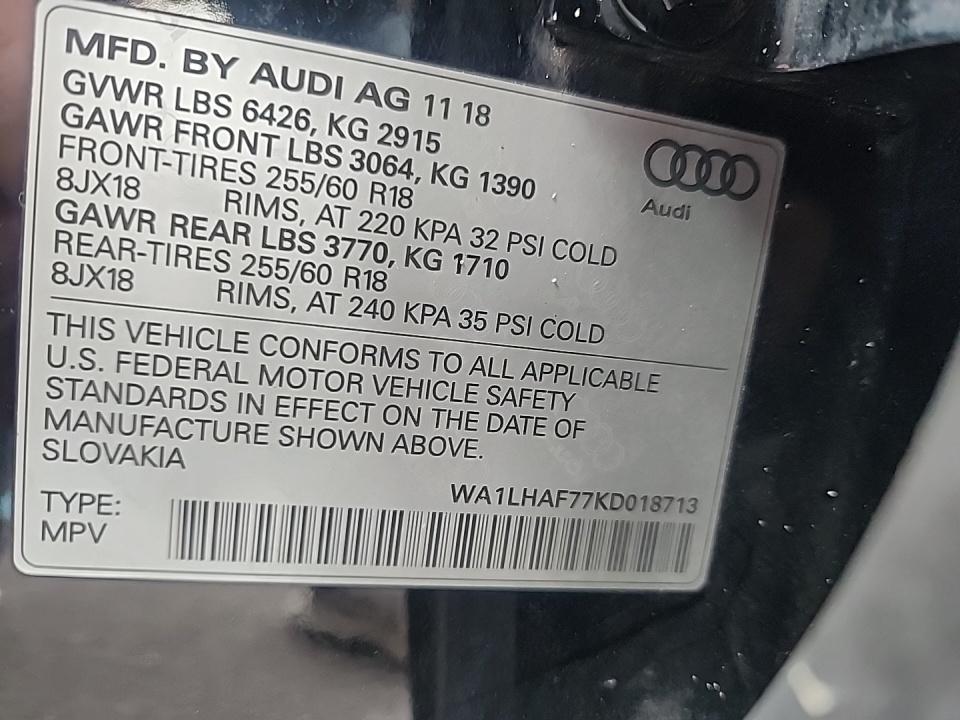 MFD. BY AUDI AG 11 18
GVWR LBS 6426, KG 2915
GAWR FRONT LBS 3064, KG 1390
FRONT-TIRES 255/60 R18
8JX18 RIMS, AT 220 KPA 32 PSI COLD
GAWR REAR LBS 3770, KG 1710
REAR-TIRES 255/60 R18
8JX18 RIMS, AT 240 KPA 35 PSI COLD
Audi
THIS VEHICLE CONFORMS TO ALL APPLICABLE
U.S. FEDERAL MOTOR VEHICLE SAFETY
STANDARDS IN EFFECT ON THE DATE OF
MANUFACTURE SHOWN ABOVE.
SLOVAKIA
WA1LHAF77KD018713
TYPE:
MPV